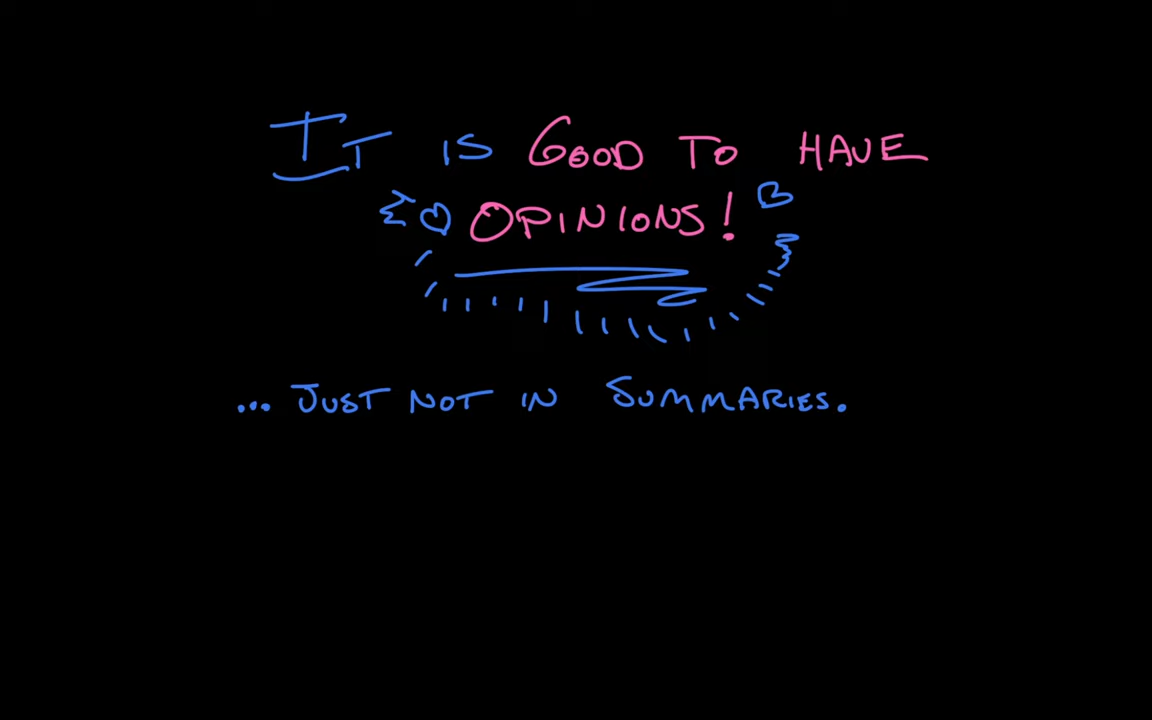 IT IS GOOD TO HAVE
OPINIONS!
... JUST NOT IN SUMMARIES.